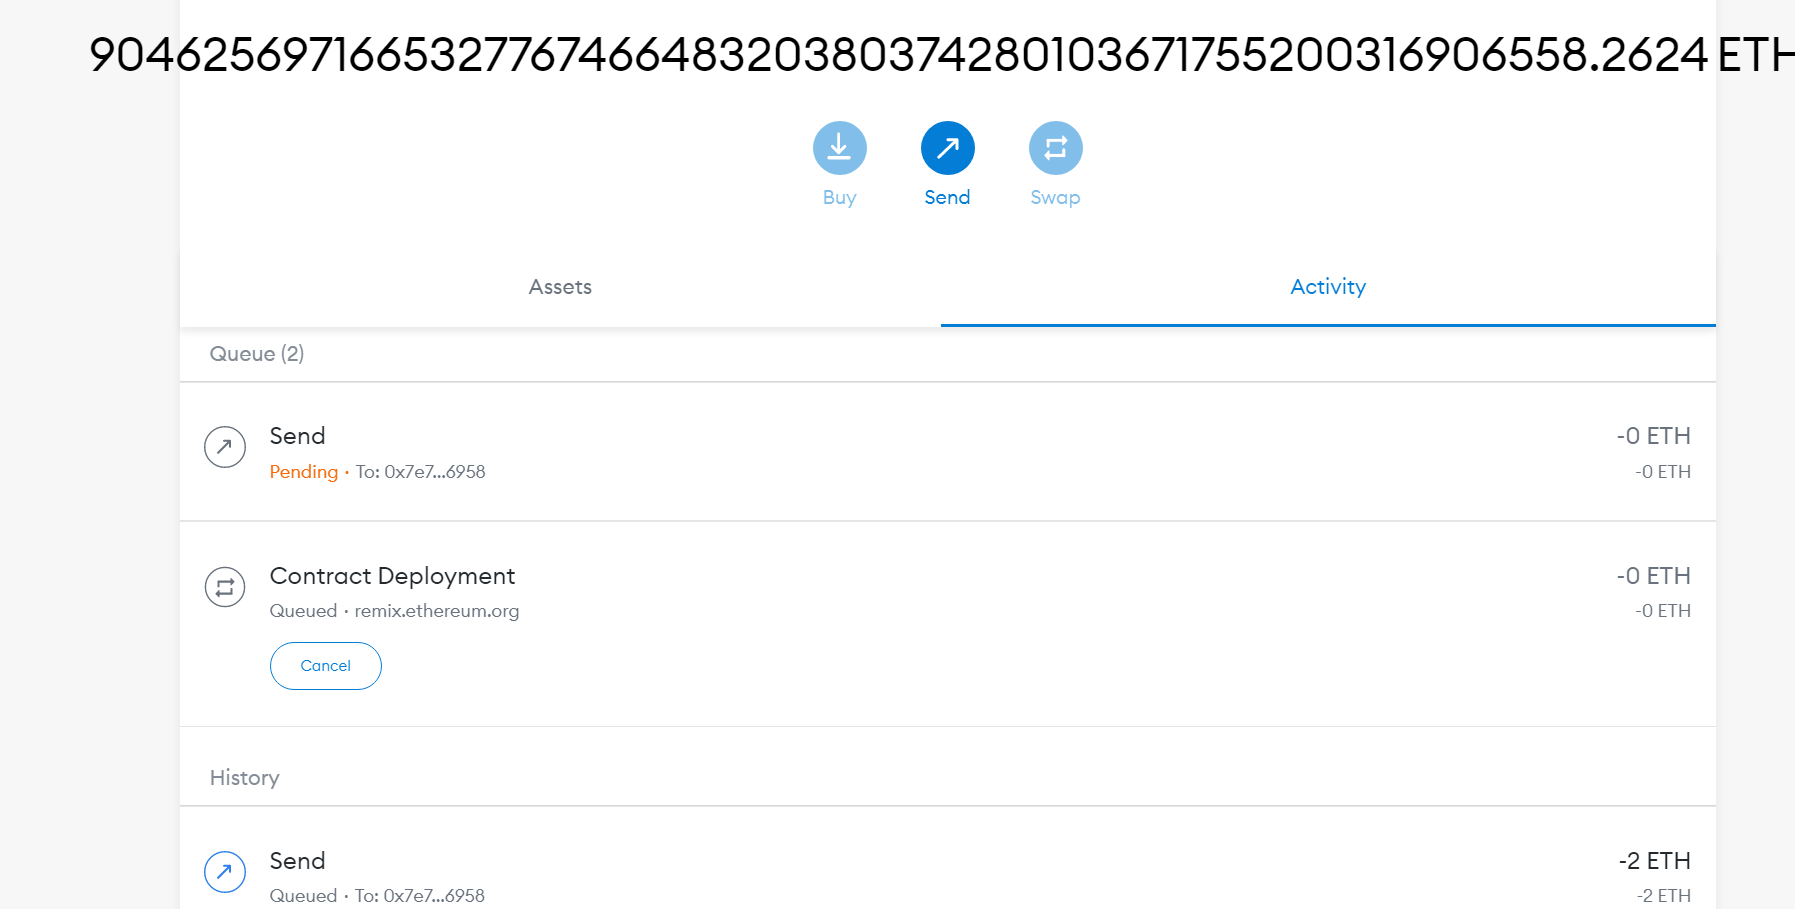 904625697166532776746648320380374280103671755200316906558.2624 ETH
Buy
Send
Swap
Assets
Activity
Queue (2)
Send
-0 ETH
Pending · To: 0x7e7...6958
-0 ETH
Contract Deployment
-0 ETH
Queued · remix.ethereum.org
-0 ETH
Cancel
History
Send
-2 ETH
Queued · To: 0x7e7...6958
-2 ETH